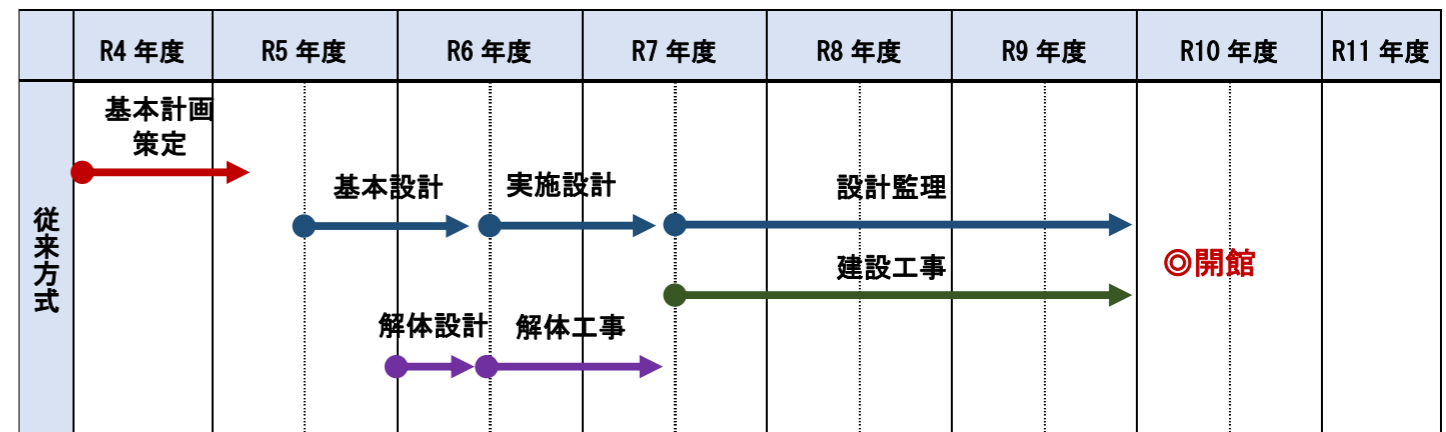 R4 年度
R5 年度
R6 年度
R7 年度
R8 年度
R9 年度
R10 年度
R11 年度
従来方式
基本計画
策定
基本設計
実施設計
設計監理
建設工事
◎開館
解体設計
解体工事